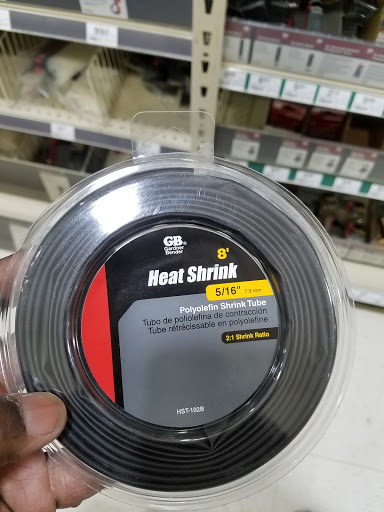 GB®
Gardner
Bender
8'
Heat Shrink
5/16" 7.9 mm
Polyolefin Shrink Tube
Tubo de poliolefina de contracción
Tube rétrécissable en polyoléfine
2:1 Shrink Ratio
HST-102B